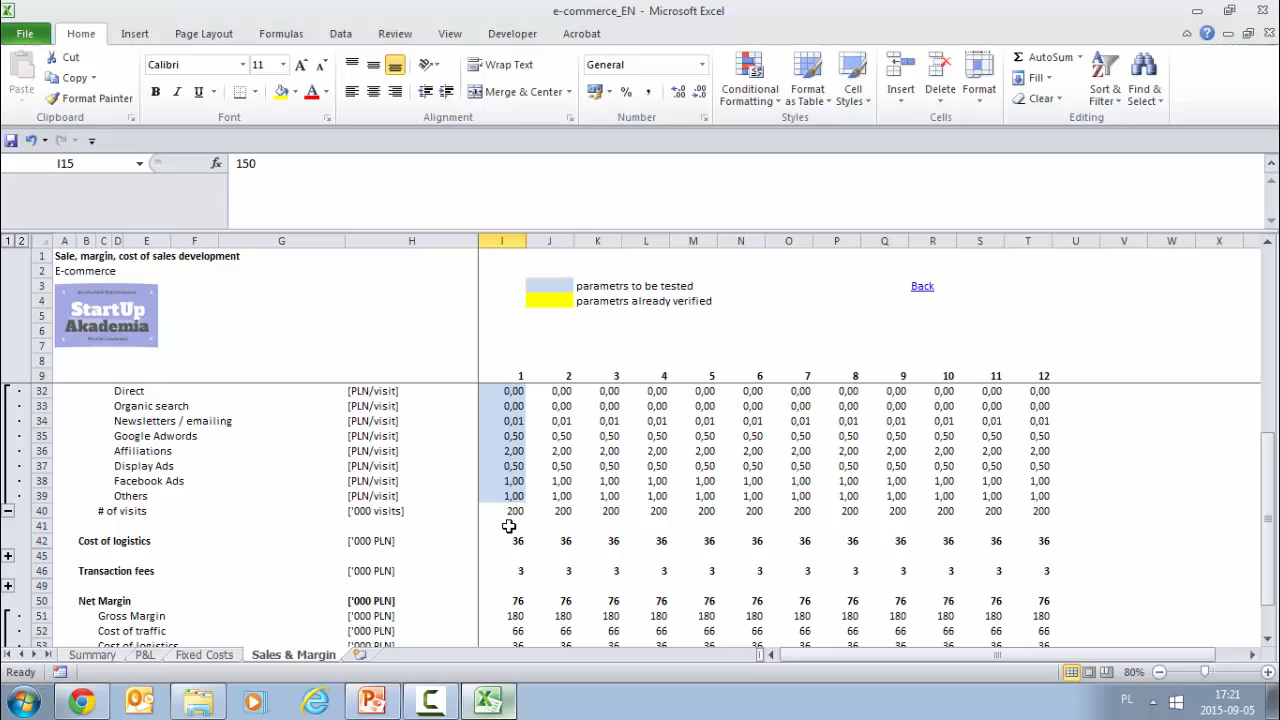 e-commerce_EN - Microsoft Excel
File Home Insert Page Layout Formulas Data Review View Developer Acrobat
Paste Cut Copy Format Painter Clipboard
Calibri 11 Font
Wrap Text Merge & Center Alignment
General Number
Conditional Formatting Format as Table Cell Styles Styles
Insert Delete Format Cells
AutoSum Fill Clear Sort & Filter Find & Select Editing
I15 fx 150
1 2 A B C D E F G H I J K L M N O P Q R S T U V W X
1 Sale, margin, cost of sales development
2 E-commerce
3 parametrs to be tested Back
4 parametrs already verified
5 StartUp
6 Akademia
7
8
9 1 2 3 4 5 6 7 8 9 10 11 12
32 Direct [PLN/visit] 0,00 0,00 0,00 0,00 0,00 0,00 0,00 0,00 0,00 0,00 0,00 0,00
33 Organic search [PLN/visit] 0,00 0,00 0,00 0,00 0,00 0,00 0,00 0,00 0,00 0,00 0,00 0,00
34 Newsletters / emailing [PLN/visit] 0,01 0,01 0,01 0,01 0,01 0,01 0,01 0,01 0,01 0,01 0,01 0,01
35 Google Adwords [PLN/visit] 0,50 0,50 0,50 0,50 0,50 0,50 0,50 0,50 0,50 0,50 0,50 0,50
36 Affiliations [PLN/visit] 2,00 2,00 2,00 2,00 2,00 2,00 2,00 2,00 2,00 2,00 2,00 2,00
37 Display Ads [PLN/visit] 0,50 0,50 0,50 0,50 0,50 0,50 0,50 0,50 0,50 0,50 0,50 0,50
38 Facebook Ads [PLN/visit] 1,00 1,00 1,00 1,00 1,00 1,00 1,00 1,00 1,00 1,00 1,00 1,00
39 Others [PLN/visit] 1,00 1,00 1,00 1,00 1,00 1,00 1,00 1,00 1,00 1,00 1,00 1,00
40 # of visits ['000 visits] 200 200 200 200 200 200 200 200 200 200 200 200
41
42 Cost of logistics ['000 PLN] 36 36 36 36 36 36 36 36 36 36 36 36
45
46 Transaction fees ['000 PLN] 3 3 3 3 3 3 3 3 3 3 3 3
49
50 Net Margin ['000 PLN] 76 76 76 76 76 76 76 76 76 76 76 76
51 Gross Margin ['000 PLN] 180 180 180 180 180 180 180 180 180 180 180 180
52 Cost of traffic ['000 PLN] 66 66 66 66 66 66 66 66 66 66 66 66
53 Cost of logistics ['000 PLN] 36 36 36 36 36 36 36 36 36 36 36 36
Summary P&L Fixed Costs Sales & Margin
Ready 80%
PL 17:21
2015-09-05